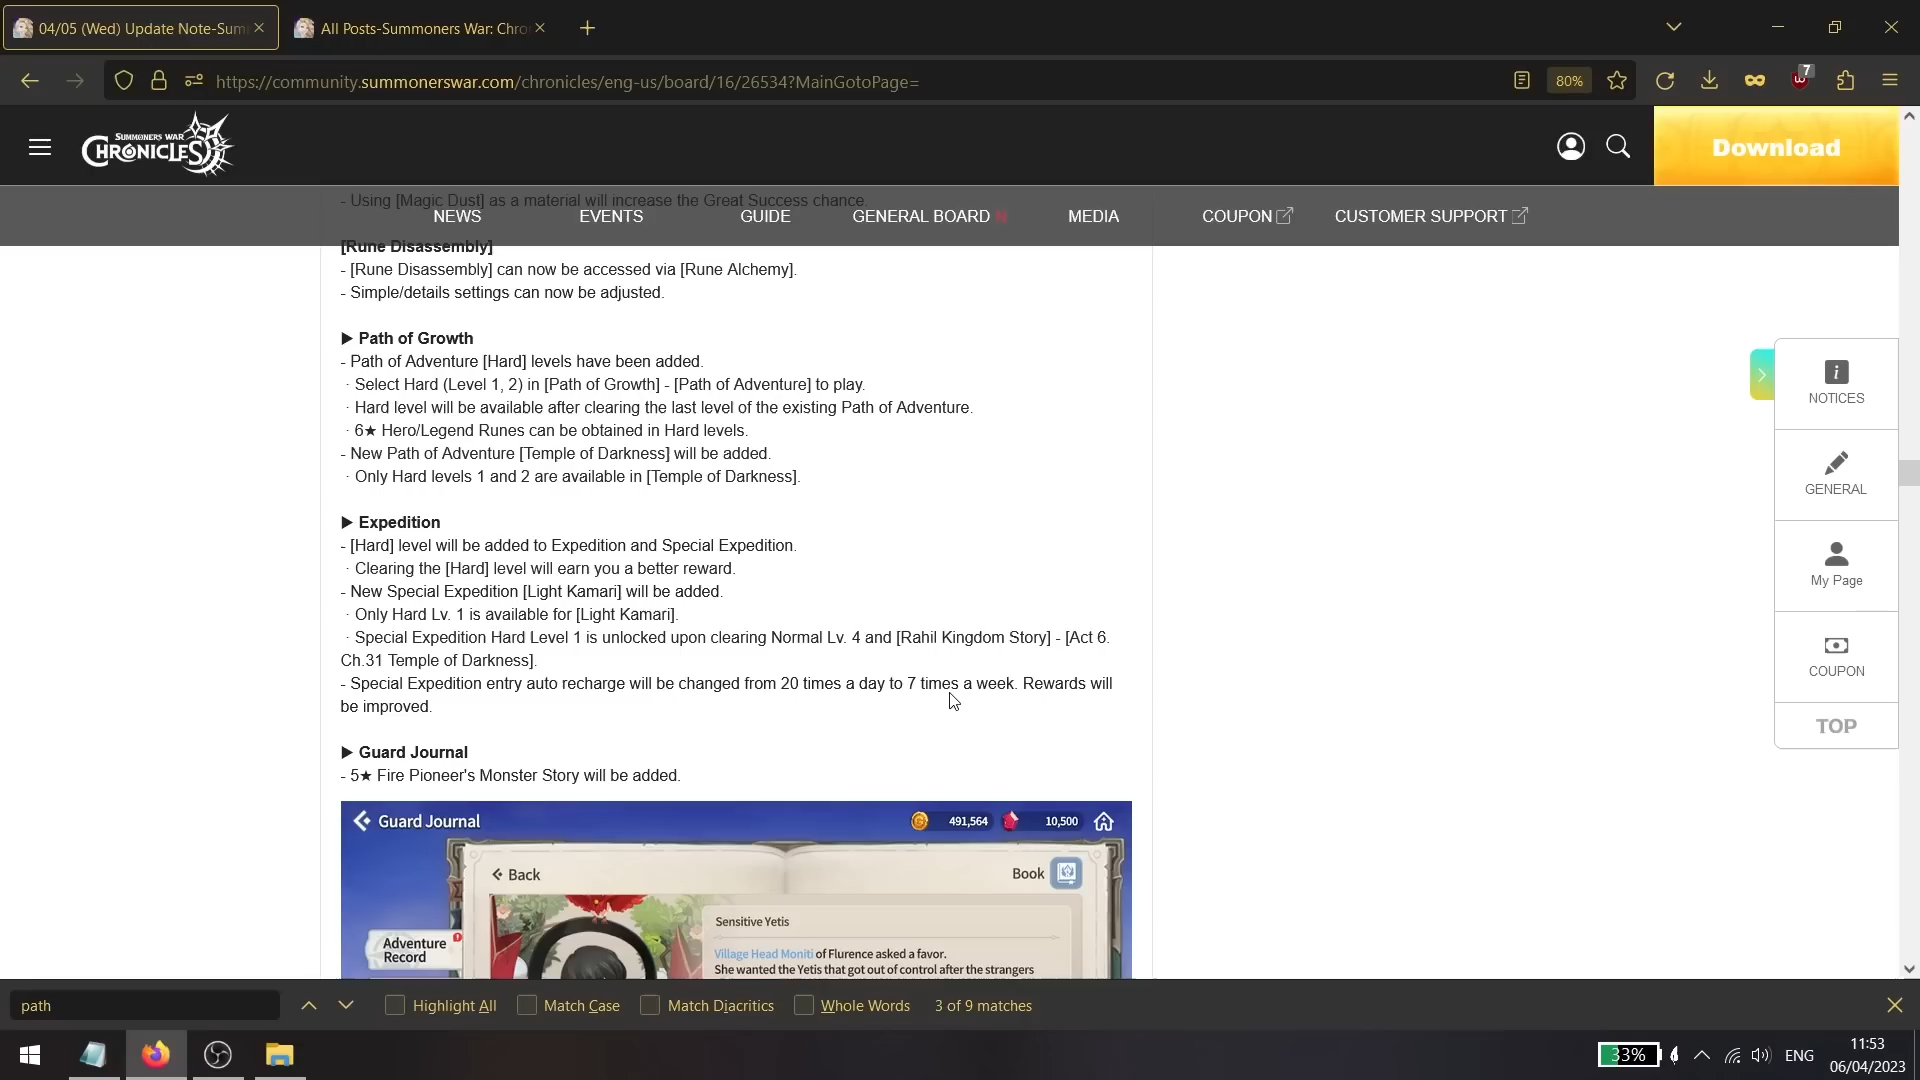 04/05 (Wed) Update Note-Sum
All Posts-Summoners War: Chro
https://community.summonerswar.com/chronicles/eng-us/board/16/26534?MainGotoPage=
80%
7
SUMMONERS WAR
CHRONICLES
Download
- Using [Magic Dust] as a material will increase the Great Success chance.
NEWS
EVENTS
GUIDE
GENERAL BOARD N
MEDIA
COUPON
CUSTOMER SUPPORT
[Rune Disassembly]
- [Rune Disassembly] can now be accessed via [Rune Alchemy].
- Simple/details settings can now be adjusted.
▶ Path of Growth
- Path of Adventure [Hard] levels have been added.
· Select Hard (Level 1, 2) in [Path of Growth] - [Path of Adventure] to play.
· Hard level will be available after clearing the last level of the existing Path of Adventure.
· 6★ Hero/Legend Runes can be obtained in Hard levels.
- New Path of Adventure [Temple of Darkness] will be added.
· Only Hard levels 1 and 2 are available in [Temple of Darkness].
▶ Expedition
- [Hard] level will be added to Expedition and Special Expedition.
· Clearing the [Hard] level will earn you a better reward.
- New Special Expedition [Light Kamari] will be added.
· Only Hard Lv. 1 is available for [Light Kamari].
· Special Expedition Hard Level 1 is unlocked upon clearing Normal Lv. 4 and [Rahil Kingdom Story] - [Act 6.
Ch.31 Temple of Darkness].
- Special Expedition entry auto recharge will be changed from 20 times a day to 7 times a week. Rewards will
be improved.
▶ Guard Journal
- 5★ Fire Pioneer's Monster Story will be added.
Guard Journal
491,564
10,500
Back
Book
Sensitive Yetis
Adventure
Record
Village Head Moniti of Flurence asked a favor.
She wanted the Yetis that got out of control after the strangers
NOTICES
GENERAL
My Page
COUPON
TOP
path
Highlight All
Match Case
Match Diacritics
Whole Words
3 of 9 matches
33%
ENG
11:53
06/04/2023